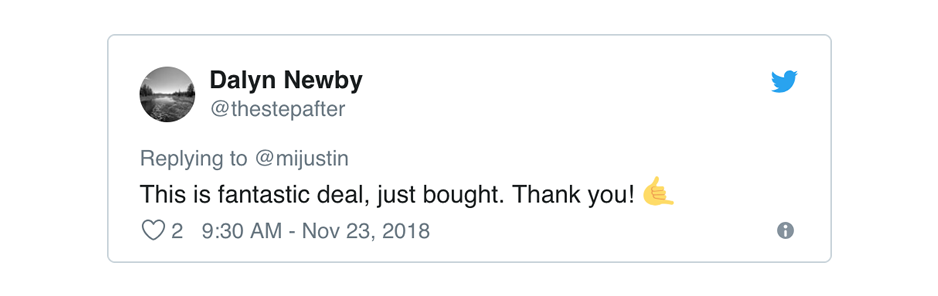 Dalyn Newby
@thestepafter
Replying to @mijustin
This is fantastic deal, just bought. Thank you! 🤙
2 9:30 AM - Nov 23, 2018